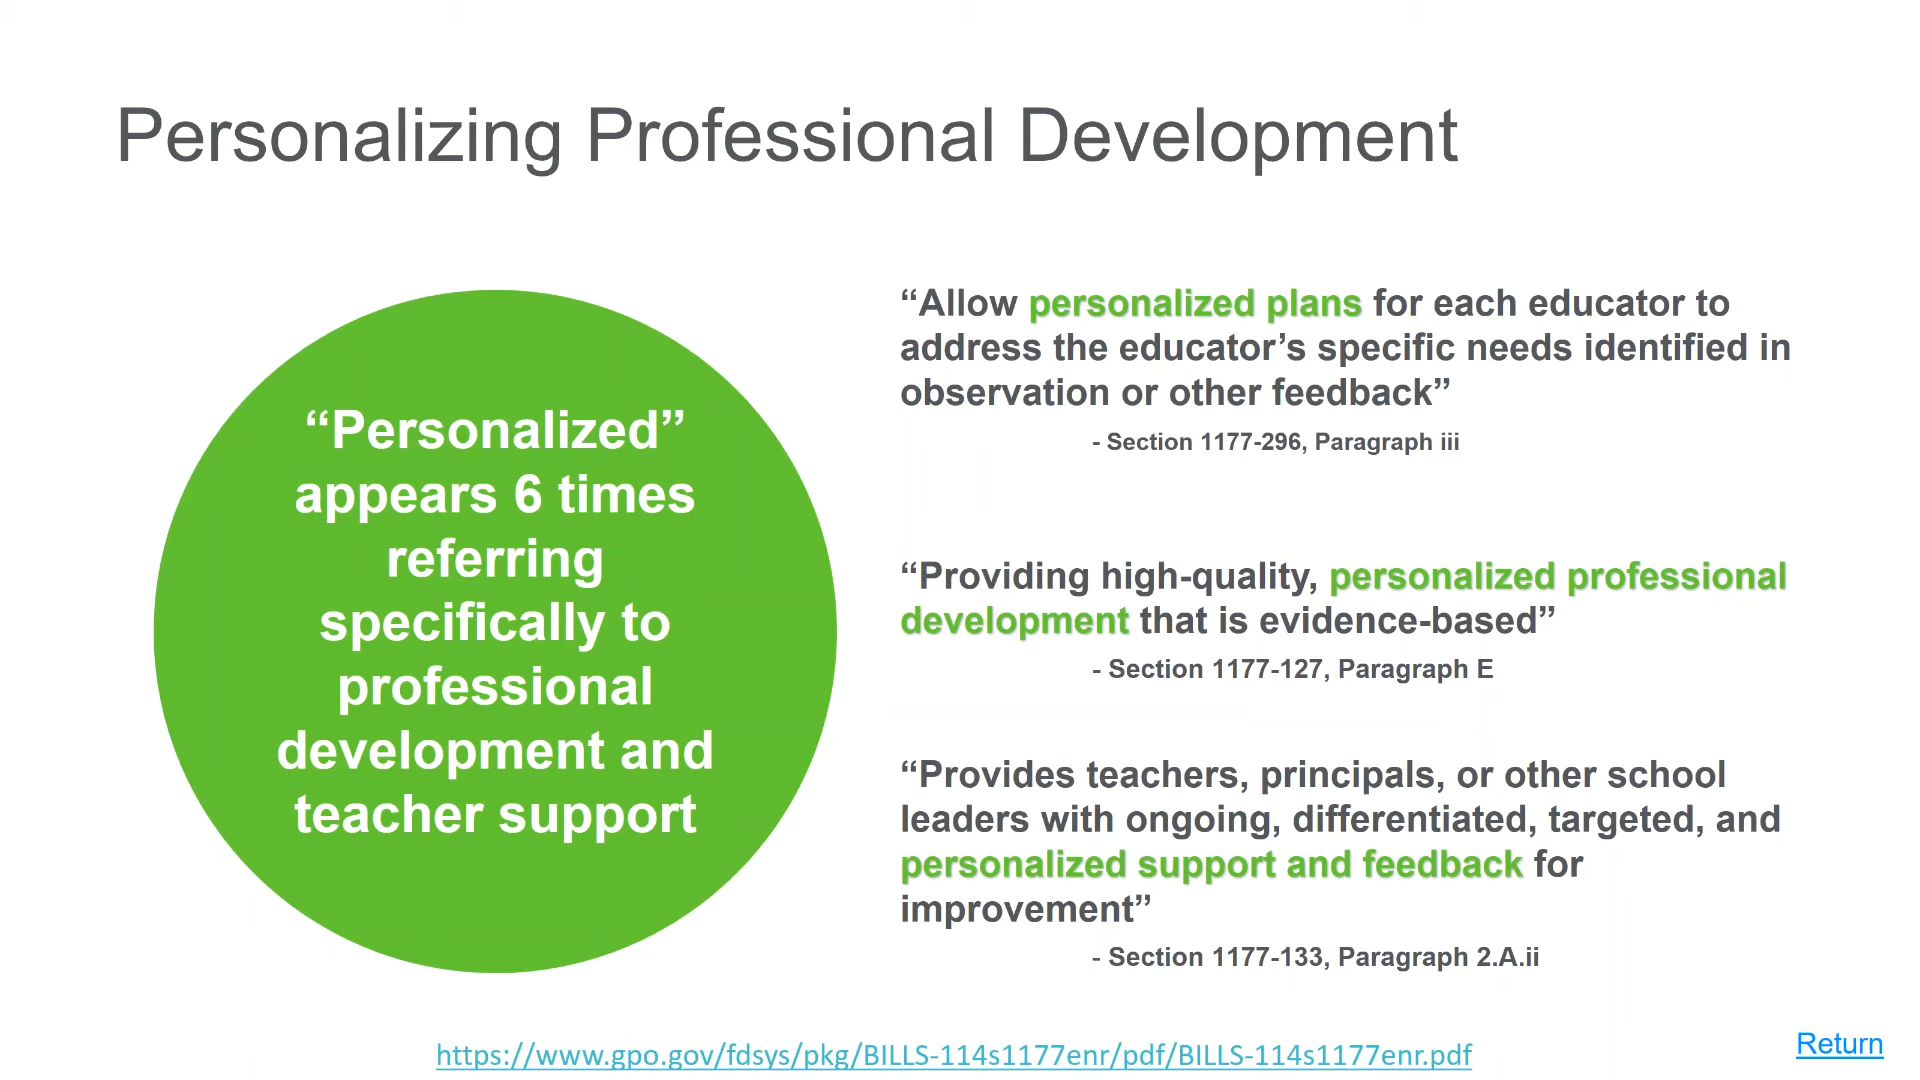 Personalizing Professional Development
“Personalized”
appears 6 times
referring
specifically to
professional
development and
teacher support
“Allow personalized plans for each educator to
address the educator’s specific needs identified in
observation or other feedback”
- Section 1177-296, Paragraph iii
“Providing high-quality, personalized professional
development that is evidence-based”
- Section 1177-127, Paragraph E
“Provides teachers, principals, or other school
leaders with ongoing, differentiated, targeted, and
personalized support and feedback for
improvement”
- Section 1177-133, Paragraph 2.A.ii
https://www.gpo.gov/fdsys/pkg/BILLS-114s1177enr/pdf/BILLS-114s1177enr.pdf
Return